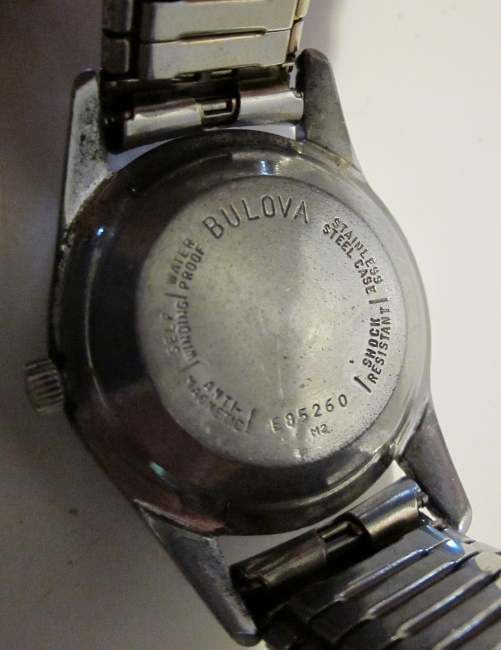 BULOVA
STAINLESS
STEEL CASE
SHOCK
RESISTANT
E85260
M2
ANTI-
MAGNETIC
SELF
WINDING
WATER
PROOF